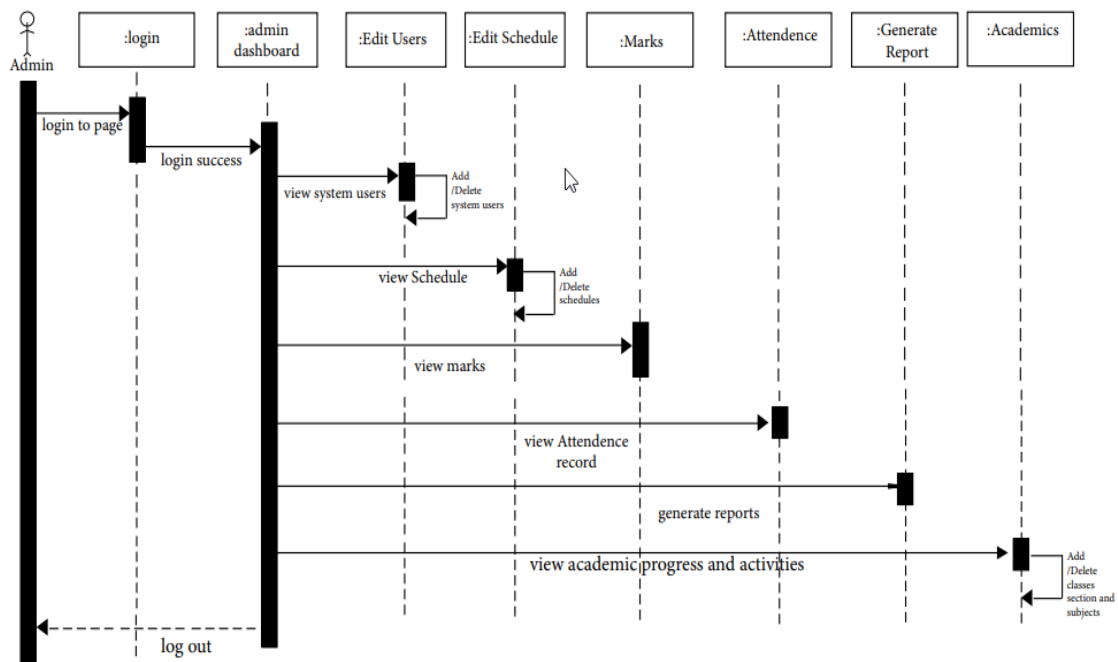 Admin
:login
:admin
dashboard
:Edit Users
:Edit Schedule
:Marks
:Attendence
:Generate
Report
:Academics
login to page
login success
view system users
Add
/Delete
system users
view Schedule
Add
/Delete
schedules
view marks
view Attendence
record
generate reports
view academic progress and activities
Add
/Delete
classes
section and
subjects
log out